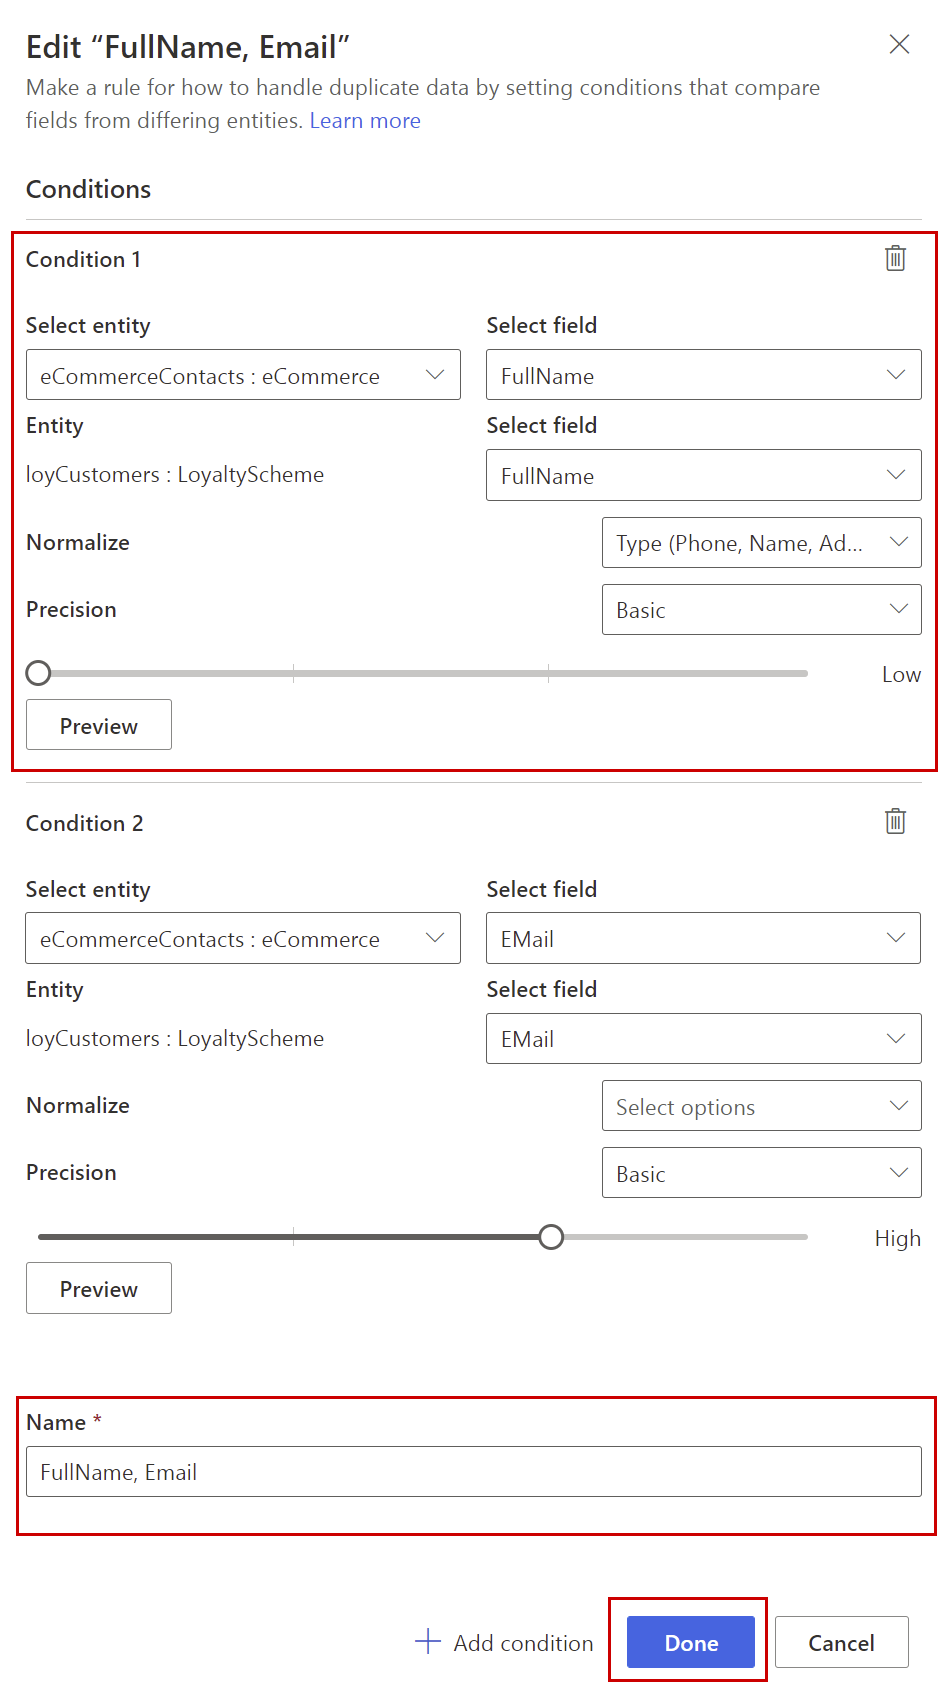 Edit “FullName, Email”
Make a rule for how to handle duplicate data by setting conditions that compare
fields from differing entities. Learn more
Conditions
Condition 1
Select entity
Select field
eCommerceContacts : eCommerce
FullName
Entity
Select field
loyCustomers : LoyaltyScheme
FullName
Normalize
Type (Phone, Name, Ad...
Precision
Basic
Low
Preview
Condition 2
Select entity
Select field
eCommerceContacts : eCommerce
EMail
Entity
Select field
loyCustomers : LoyaltyScheme
EMail
Normalize
Select options
Precision
Basic
High
Preview
Name *
FullName, Email
Add condition
Done
Cancel